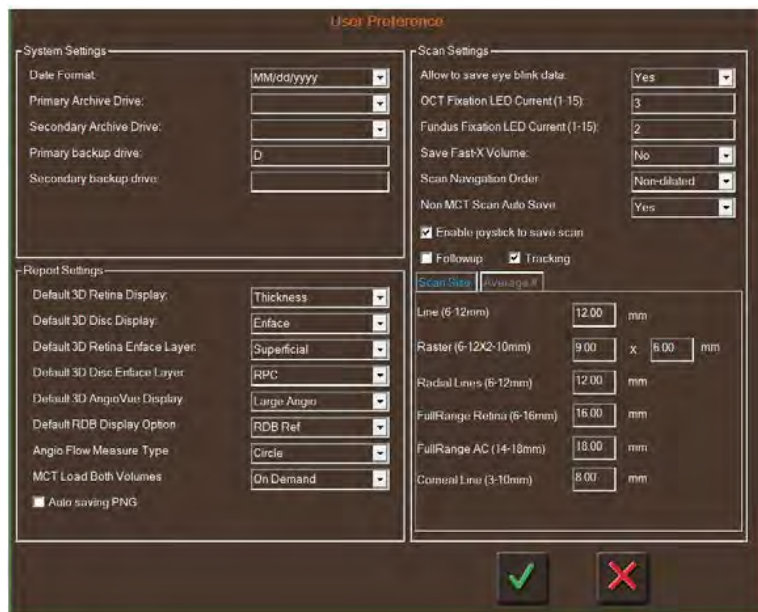 User Preference
System Settings
Date Format: MM/dd/yyyy
Primary Archive Drive:
Secondary Archive Drive:
Primary backup drive: D
Secondary backup drive:
Report Settings
Default 3D Retina Display: Thickness
Default 3D Disc Display: Enface
Default 3D Retina Enface Layer: Superficial
Default 3D Disc Enface Layer RPC
Default 3D AngioVue Display Large Angio
Default RDB Display Option RDB Ref
Angio Flow Measure Type Circle
MCT Load Both Volumes On Demand
Auto saving PNG
Scan Settings
Allow to save eye blink data: Yes
OCT Fixation LED Current (1-15): 3
Fundus Fixation LED Current (1-15): 2
Save Fast-X Volume: No
Scan Navigation Order Non-dilated
Non MCT Scan Auto Save Yes
Enable joystick to save scan
Followup Tracking
Scan Size Average #
Line (6-12mm) 12.00 mm
Raster (6-12X2-10mm) 9.00 x 6.00 mm
Radial Lines (6-12mm) 12.00 mm
FullRange Retina (6-16mm) 16.00 mm
FullRange AC (14-18mm) 18.00 mm
Corneal Line (3-10mm) 8.00 mm